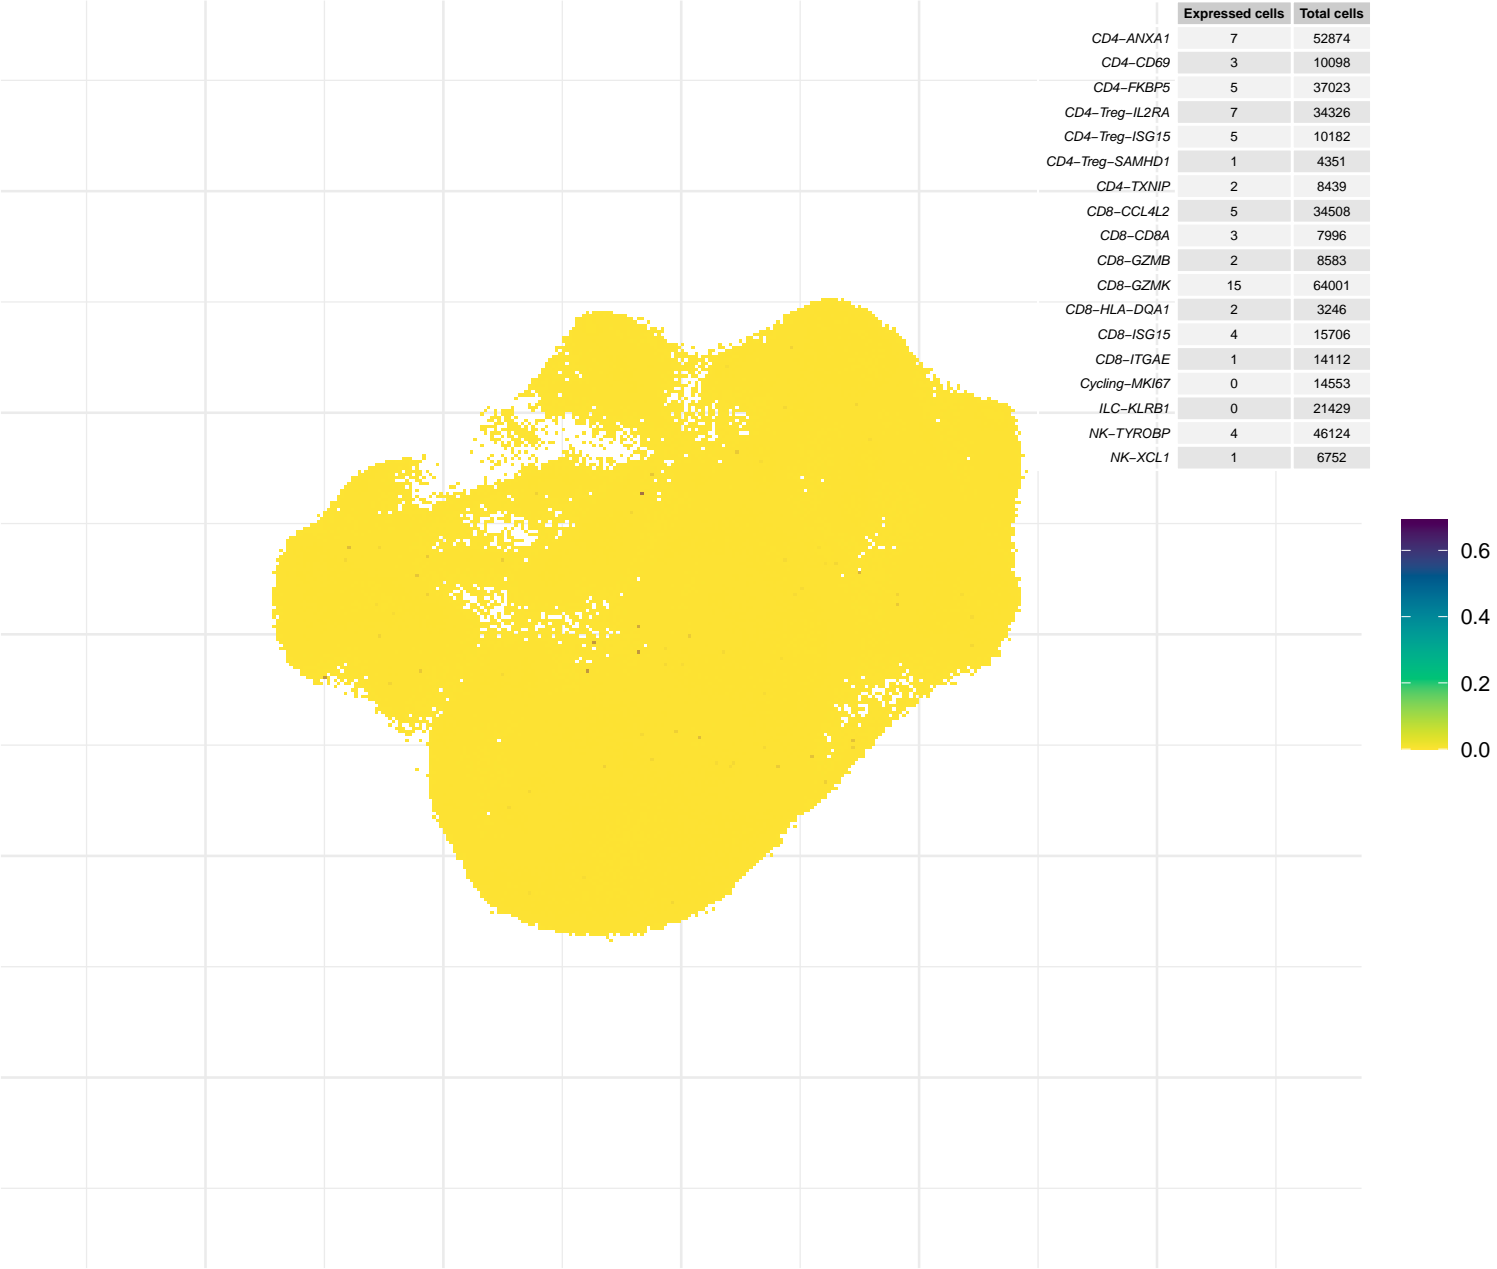 Expressed cells Total cells
CD4−ANXA1 7 52874
CD4−CD69 3 10098
CD4−FKBP5 5 37023
CD4−Treg−IL2RA 7 34326
CD4−Treg−ISG15 5 10182
CD4−Treg−SAMHD1 1 4351
CD4−TXNIP 2 8439
CD8−CCL4L2 5 34508
CD8−CD8A 3 7996
CD8−GZMB 2 8583
CD8−GZMK 15 64001
CD8−HLA−DQA1 2 3246
CD8−ISG15 4 15706
CD8−ITGAE 1 14112
Cycling−MKI67 0 14553
ILC−KLRB1 0 21429
NK−TYROBP 4 46124
NK−XCL1 1 6752
0.6
0.4
0.2
0.0